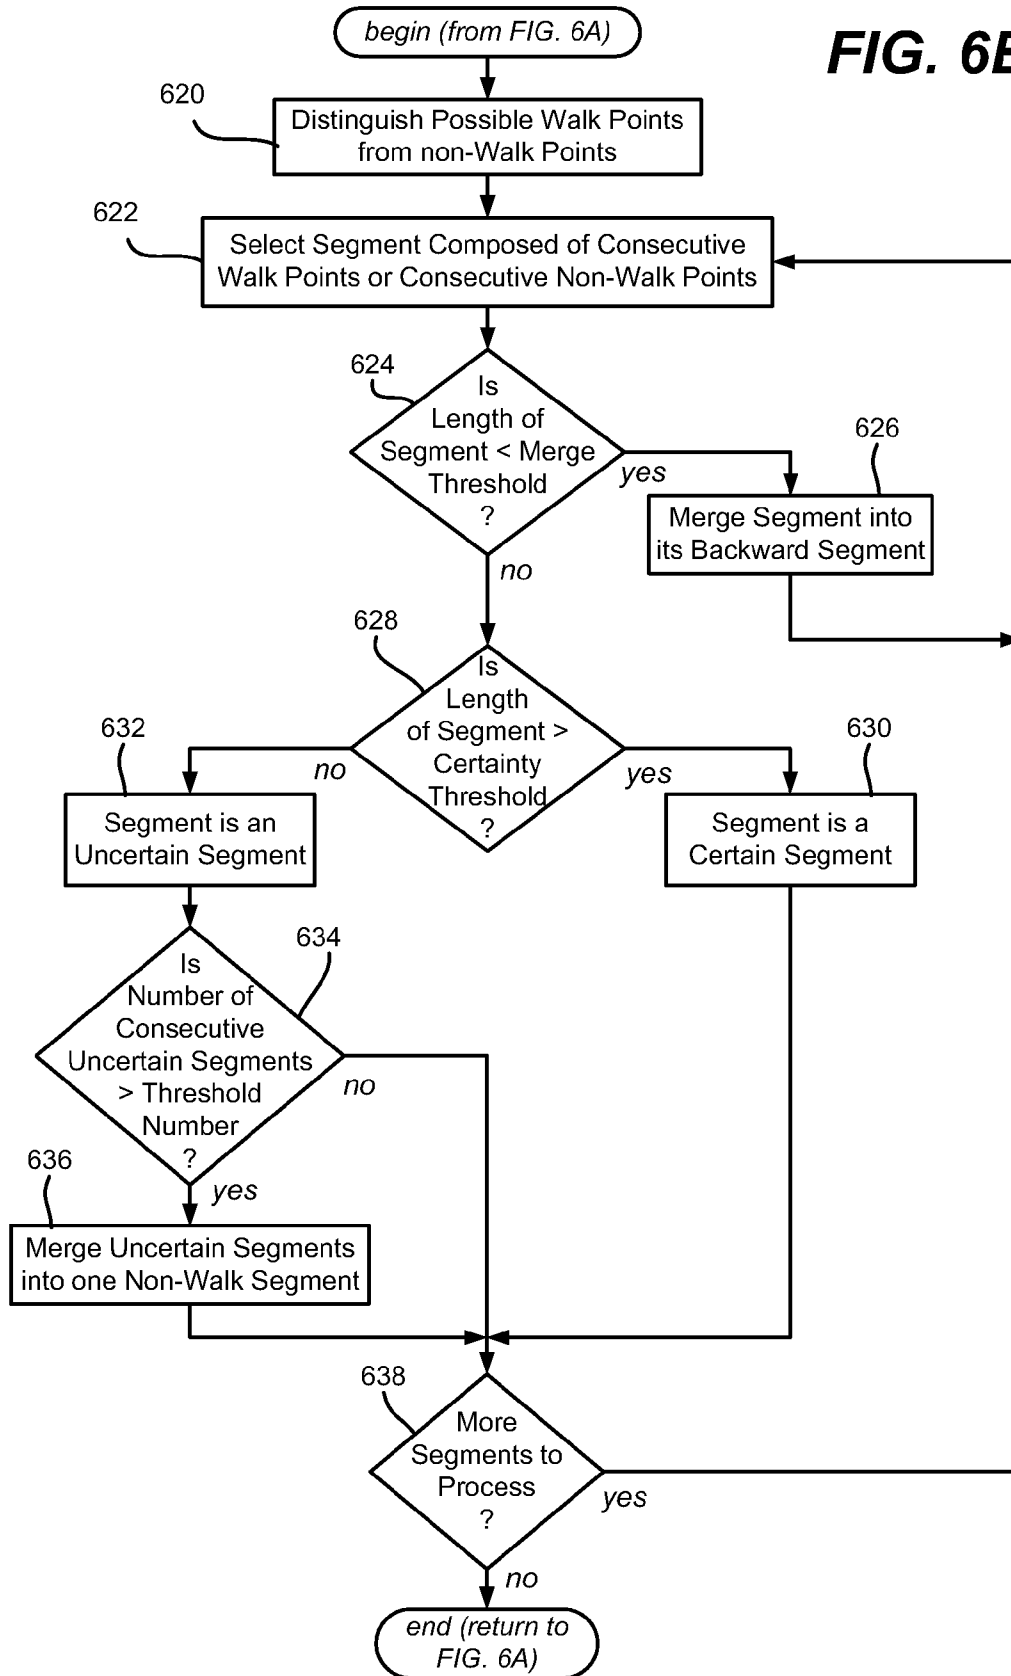 begin (from FIG. 6A)
FIG. 6B
620
Distinguish Possible Walk Points
from non-Walk Points
622
Select Segment Composed of Consecutive
Walk Points or Consecutive Non-Walk Points
624
Is
Length of
Segment < Merge
Threshold
?
yes
no
626
Merge Segment into
its Backward Segment
628
Is
Length
of Segment >
Certainty
Threshold
?
no
yes
632
Segment is an
Uncertain Segment
630
Segment is a
Certain Segment
634
Is
Number of
Consecutive
Uncertain Segments
> Threshold
Number
?
no
yes
636
Merge Uncertain Segments
into one Non-Walk Segment
638
More
Segments to
Process
?
yes
no
end (return to
FIG. 6A)